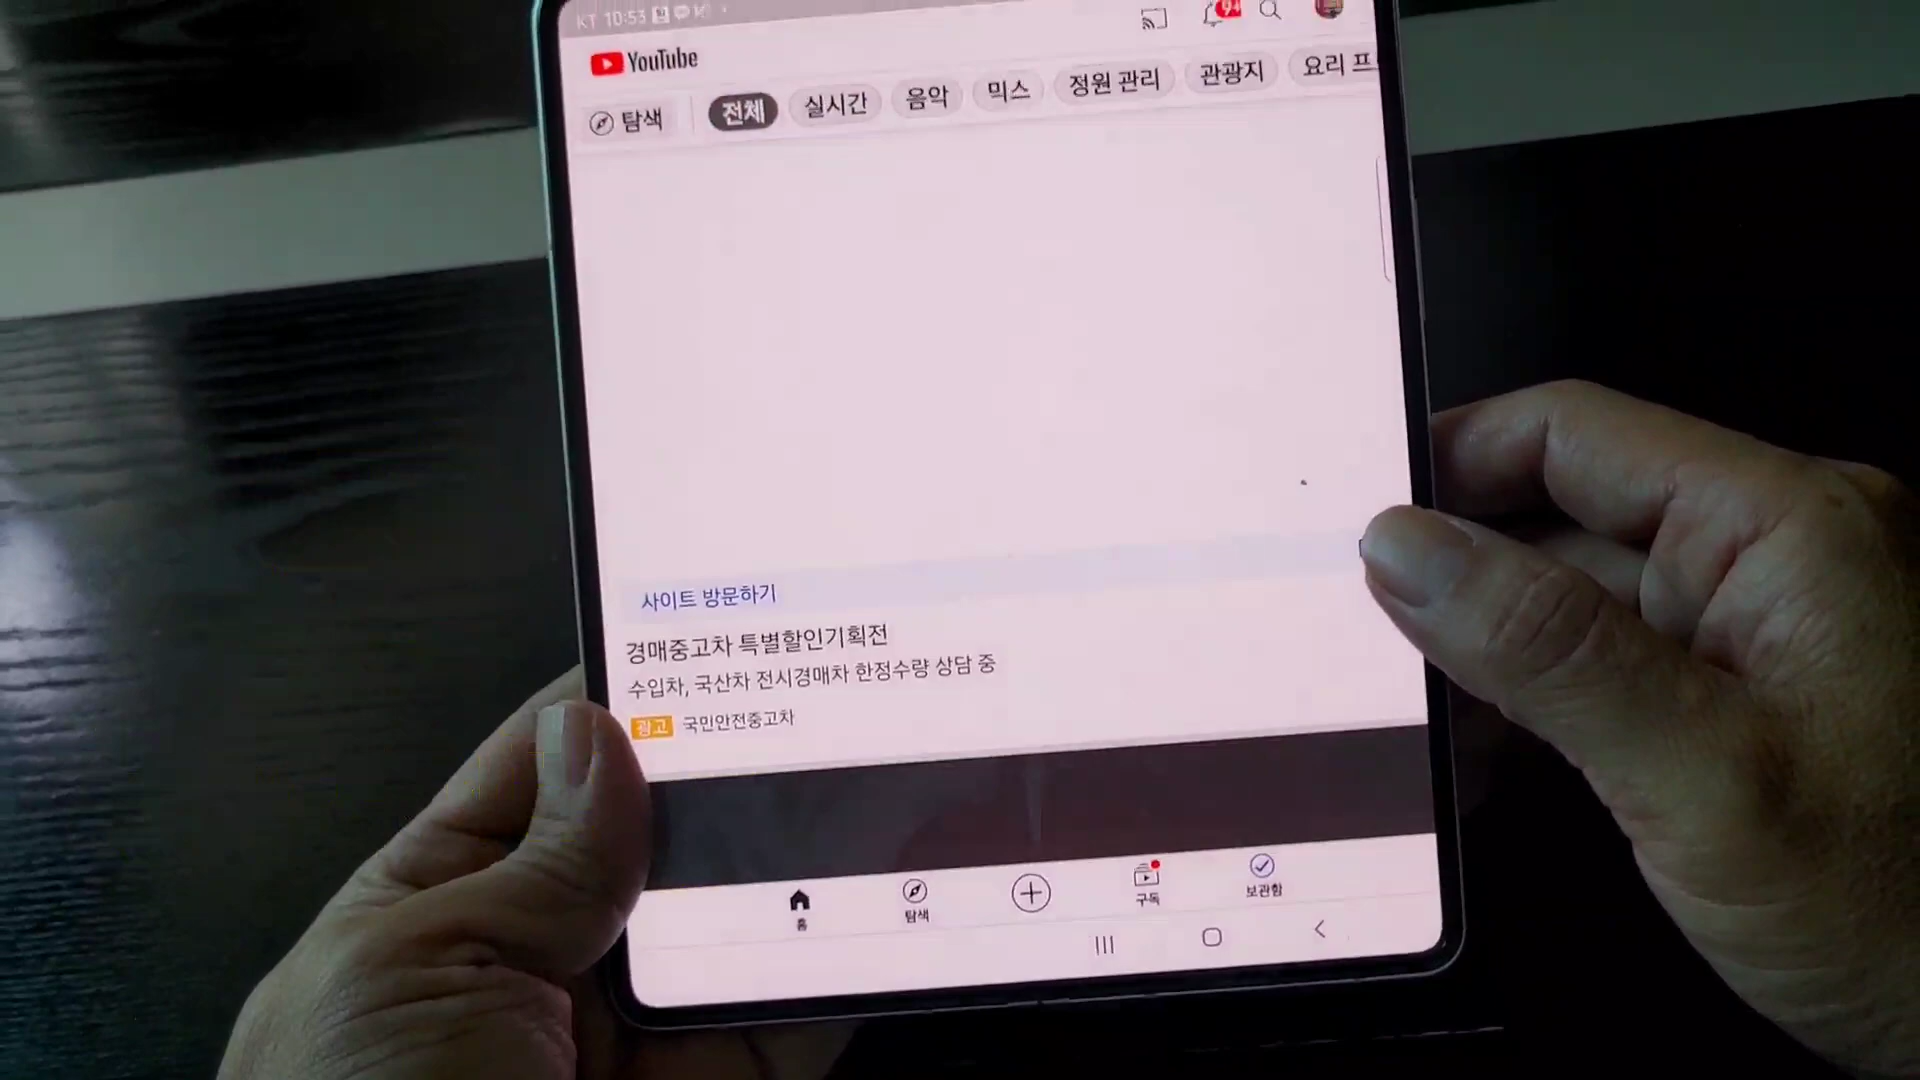 KT 10:53
9+
YouTube
탐색 전체 실시간 음악 믹스 정원 관리 관광지 요리 프
사이트 방문하기
경매중고차 특별할인기획전
수입차, 국산차 전시경매차 한정수량 상담 중
광고 국민안전중고차
홈 탐색 구독 보관함